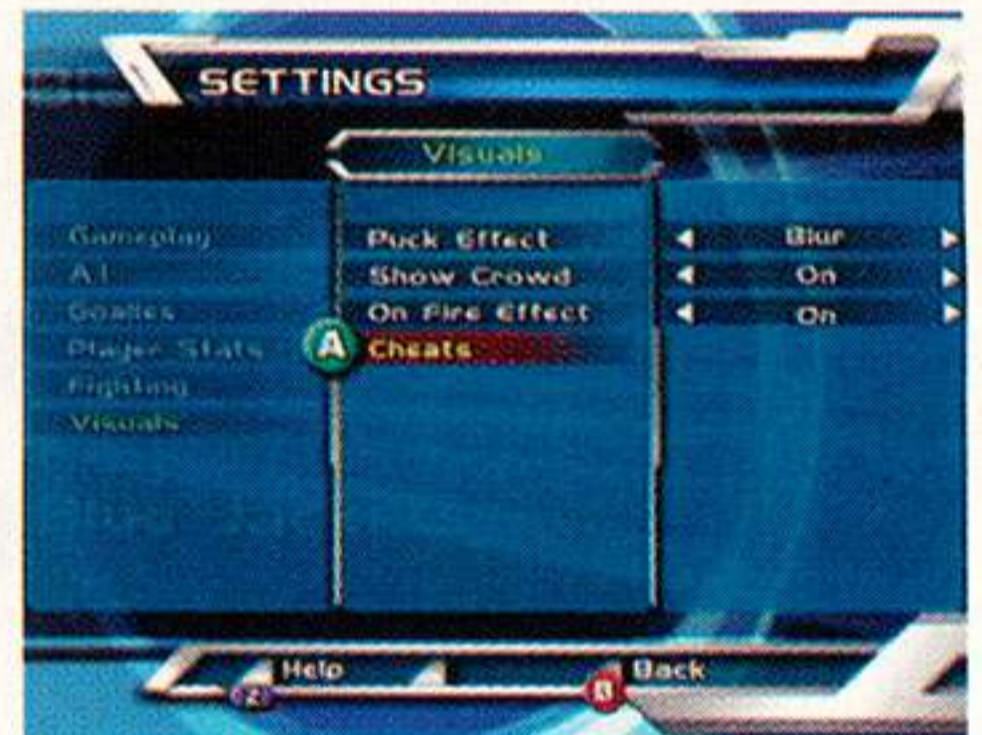 SETTINGS
Visuals
Gameplay
A.I.
Goalies
Player Stats
Fighting
Visuals
Puck Effect
Show Crowd
On Fire Effect
A Cheats
Blur
On
On
Z Help
B Back